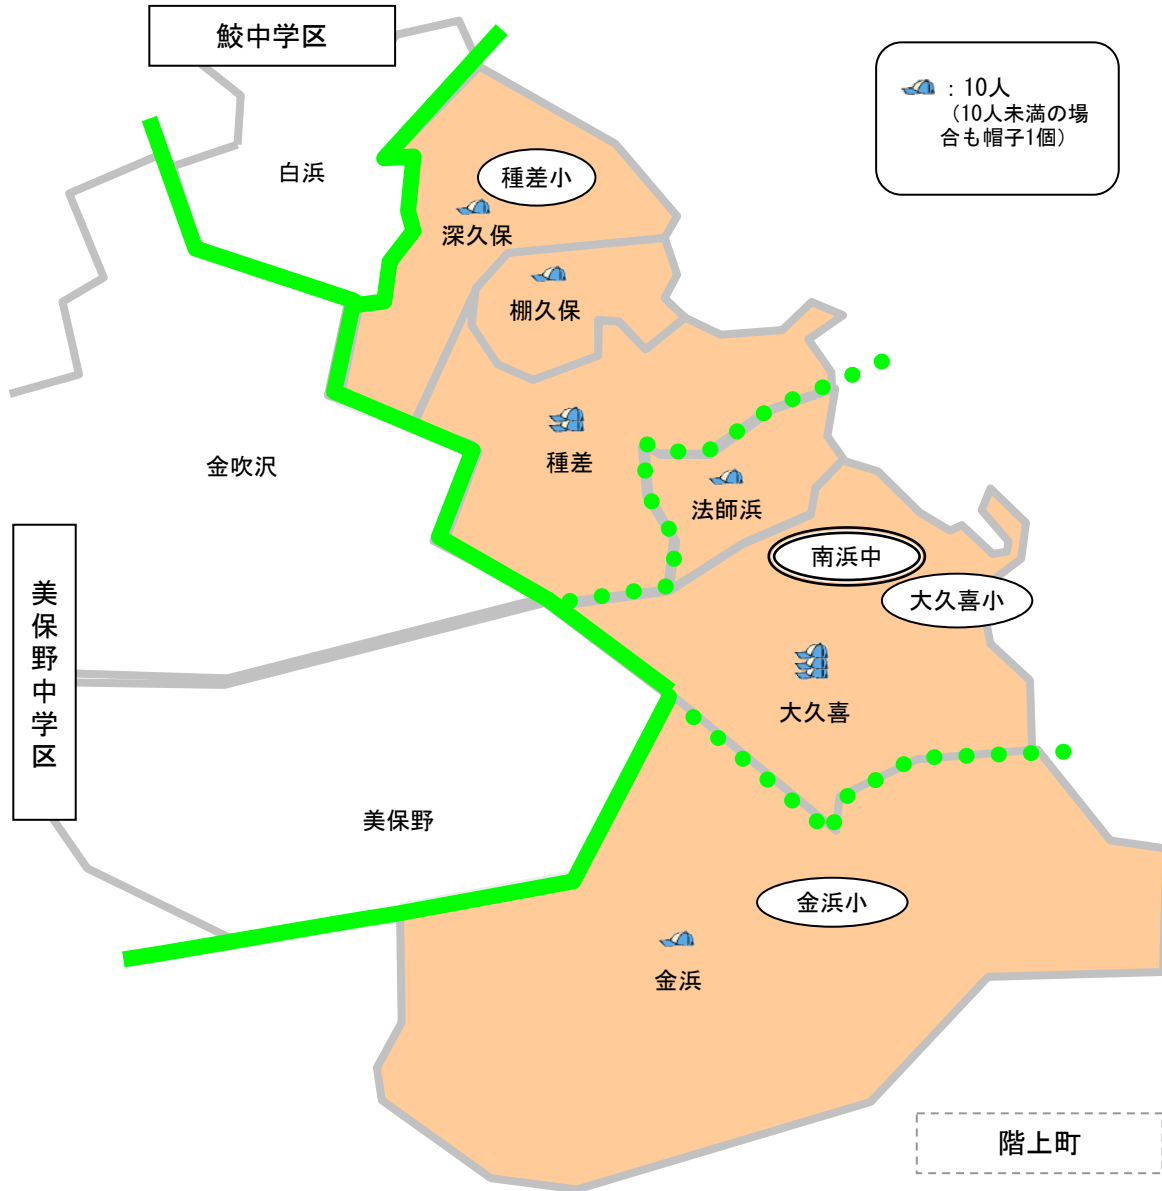 鮫中学区
：10人
（10人未満の場
合も帽子1個）
白浜
種差小
深久保
棚久保
種差
金吹沢
法師浜
南浜中
大久喜小
美保野中学区
大久喜
美保野
金浜小
金浜
階上町